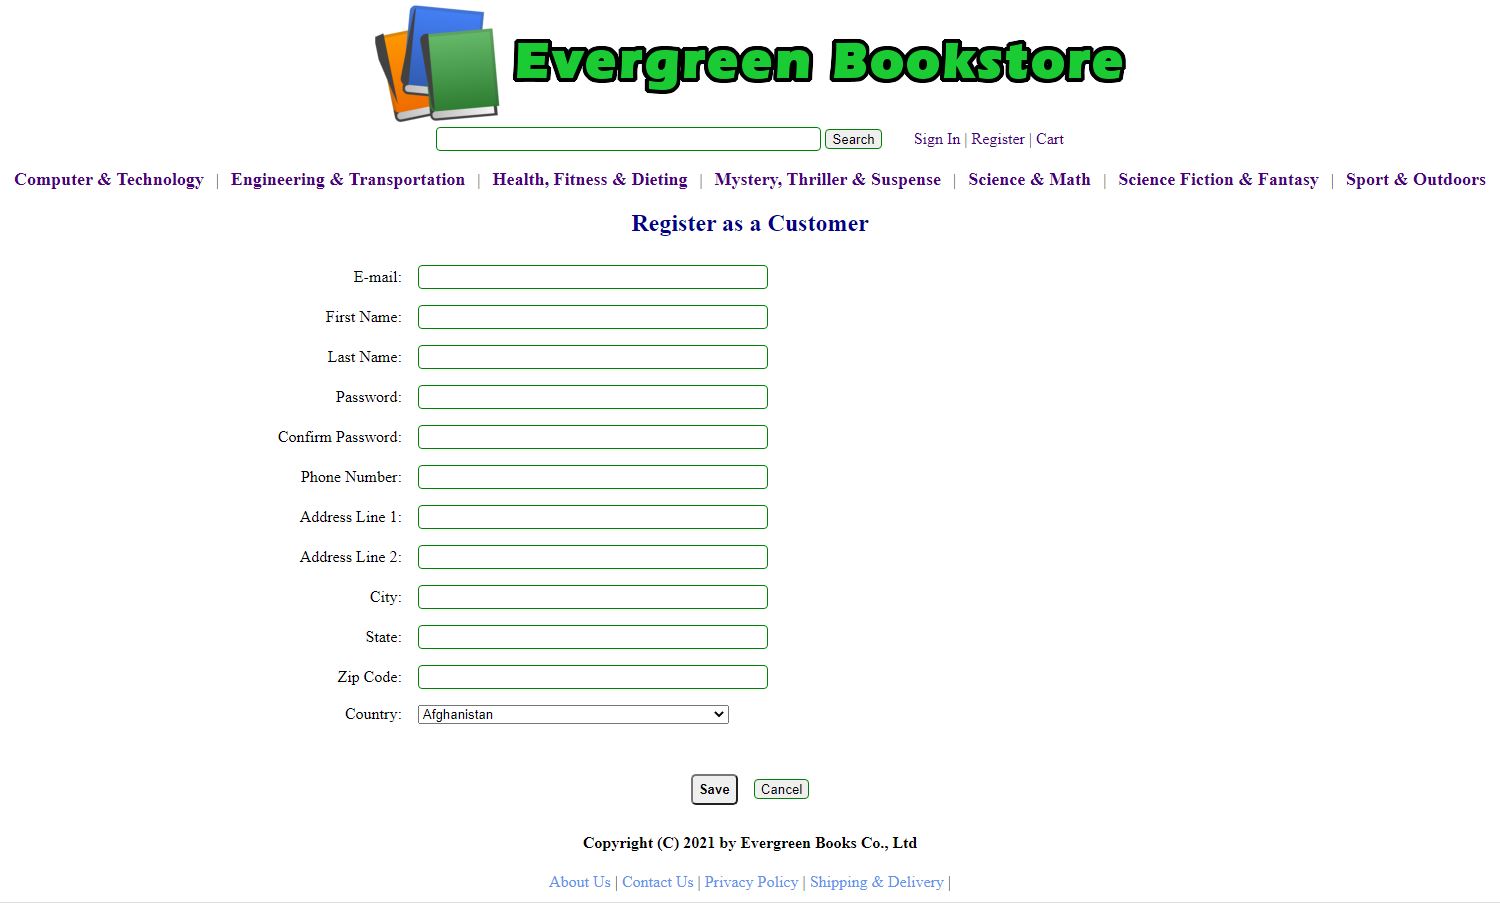 Evergreen Bookstore
Search Sign In | Register | Cart
Computer & Technology | Engineering & Transportation | Health, Fitness & Dieting | Mystery, Thriller & Suspense | Science & Math | Science Fiction & Fantasy | Sport & Outdoors
Register as a Customer
E-mail:
First Name:
Last Name:
Password:
Confirm Password:
Phone Number:
Address Line 1:
Address Line 2:
City:
State:
Zip Code:
Country: Afghanistan
Save Cancel
Copyright (C) 2021 by Evergreen Books Co., Ltd
About Us | Contact Us | Privacy Policy | Shipping & Delivery |